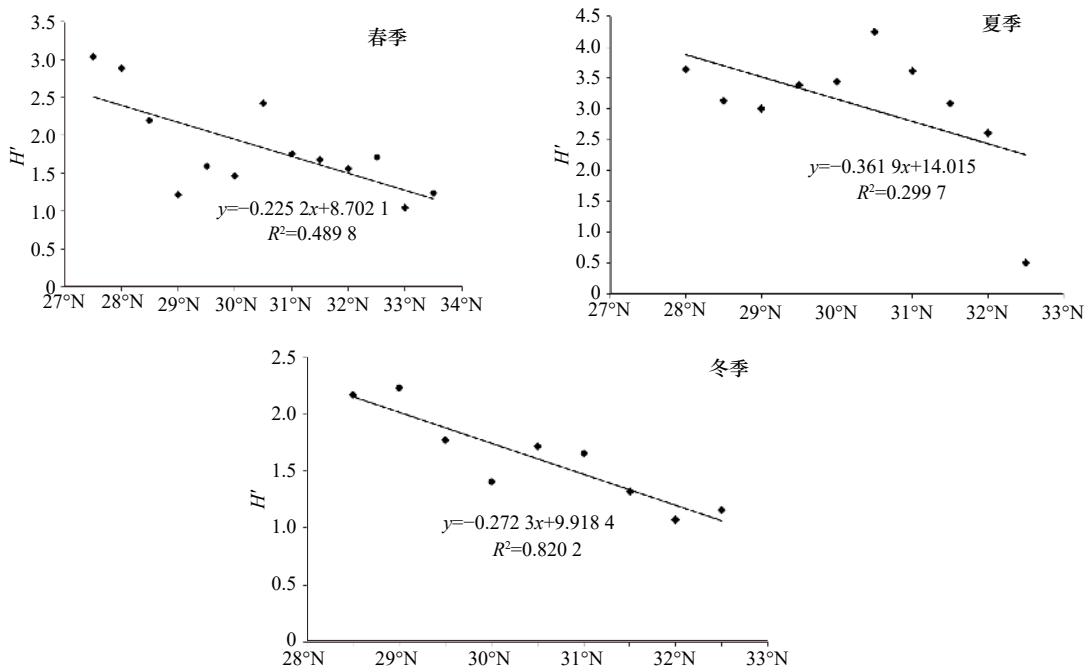 春季
3.5
3.0
2.5
2.0
1.5
1.0
0.5
0
H′
y=−0.225 2x+8.702 1
R²=0.489 8
27°N 28°N 29°N 30°N 31°N 32°N 33°N 34°N
夏季
4.5
4.0
3.5
3.0
2.5
2.0
1.5
1.0
0.5
0
H′
y=−0.361 9x+14.015
R²=0.299 7
27°N 28°N 29°N 30°N 31°N 32°N 33°N
冬季
2.5
2.0
1.5
1.0
0.5
0
H′
y=−0.272 3x+9.918 4
R²=0.820 2
28°N 29°N 30°N 31°N 32°N 33°N